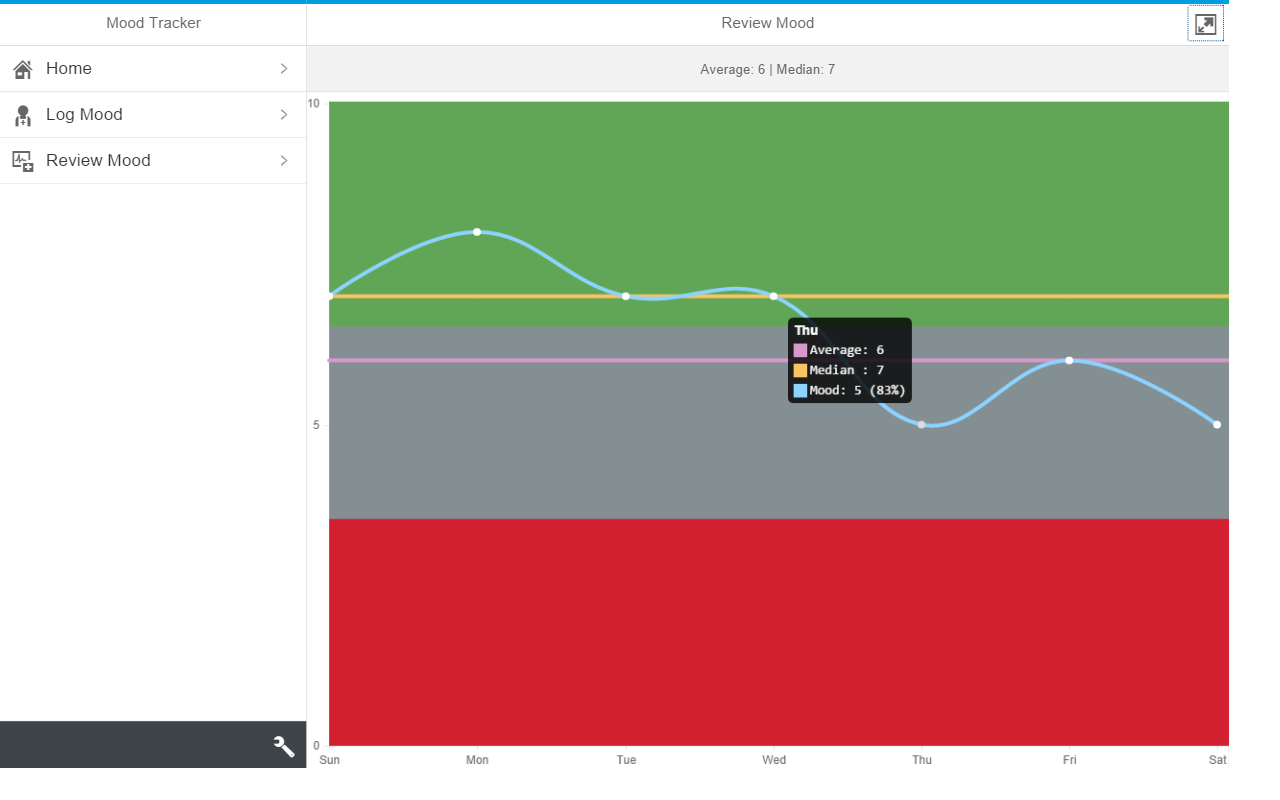 Mood Tracker
Review Mood
Home
Log Mood
Review Mood
Average: 6 | Median: 7
10
5
0
Thu
Average: 6
Median : 7
Mood: 5 (83%)
Sun Mon Tue Wed Thu Fri Sat